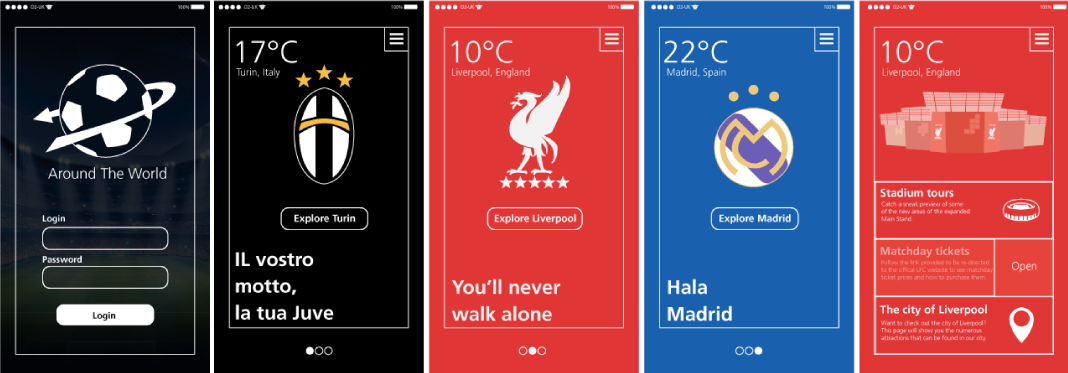 O2-UK 100%
Around The World
Login
Password
Login
O2-UK 100%
17°C
Turin, Italy
Explore Turin
IL vostro
motto,
la tua Juve
O2-UK 100%
10°C
Liverpool, England
Explore Liverpool
You'll never
walk alone
O2-UK 100%
22°C
Madrid, Spain
Explore Madrid
Hala
Madrid
O2-UK 100%
10°C
Liverpool, England
Stadium tours
Catch a sneak preview of some
of the new areas of the expanded
Main Stand
Matchday tickets
Follow the link provided to be re-directed
to the offical LFC website to see matchday
ticket prices and how to purchase them.
Open
The city of Liverpool
Want to check out the city of Liverpool?
This page will show you the numerous
attractions that can be found in our city.